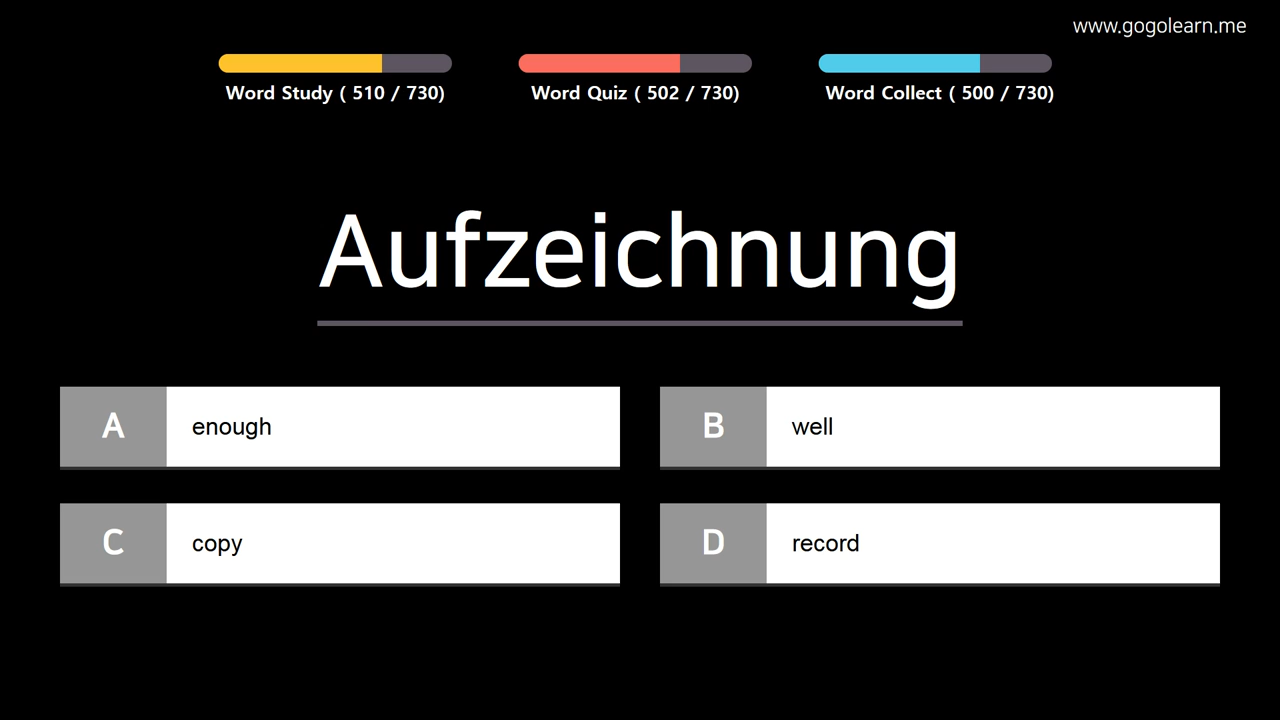 www.gogolearn.me
Word Study ( 510 / 730)
Word Quiz ( 502 / 730)
Word Collect ( 500 / 730)
Aufzeichnung
A enough
B well
C copy
D record